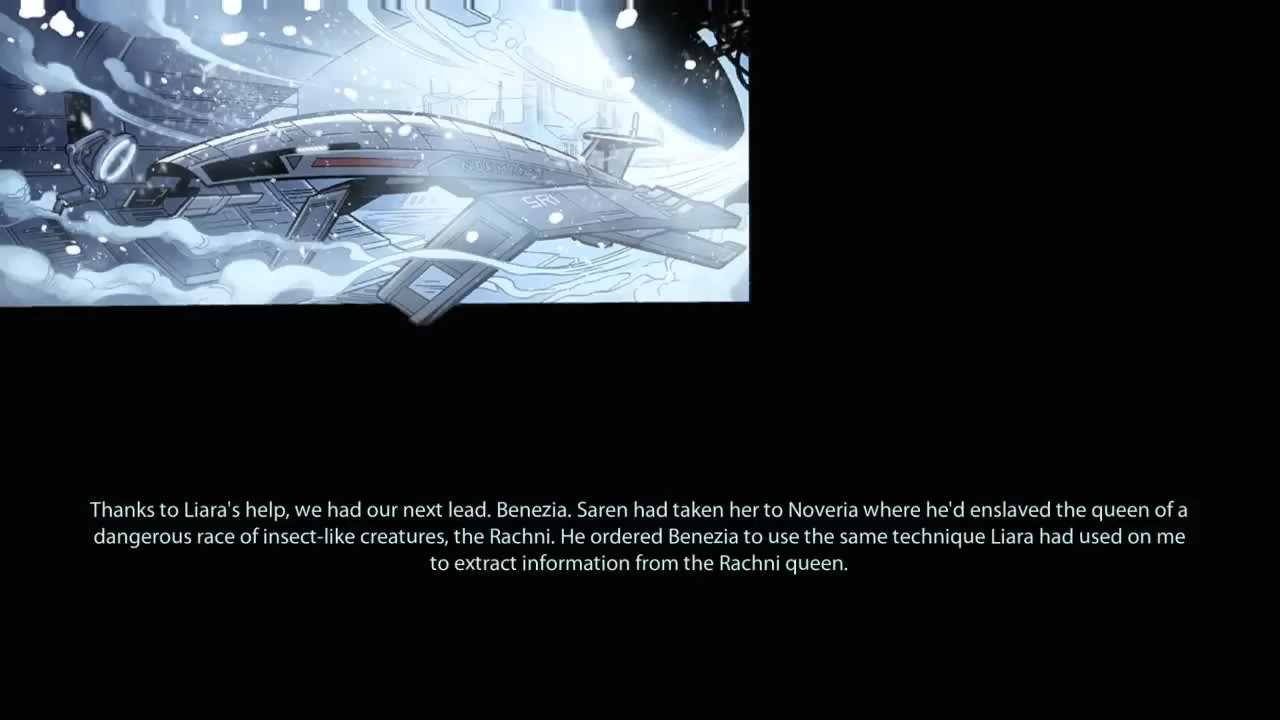 NORMANDY
SR1
Thanks to Liara's help, we had our next lead. Benezia. Saren had taken her to Noveria where he'd enslaved the queen of a
dangerous race of insect-like creatures, the Rachni. He ordered Benezia to use the same technique Liara had used on me
to extract information from the Rachni queen.